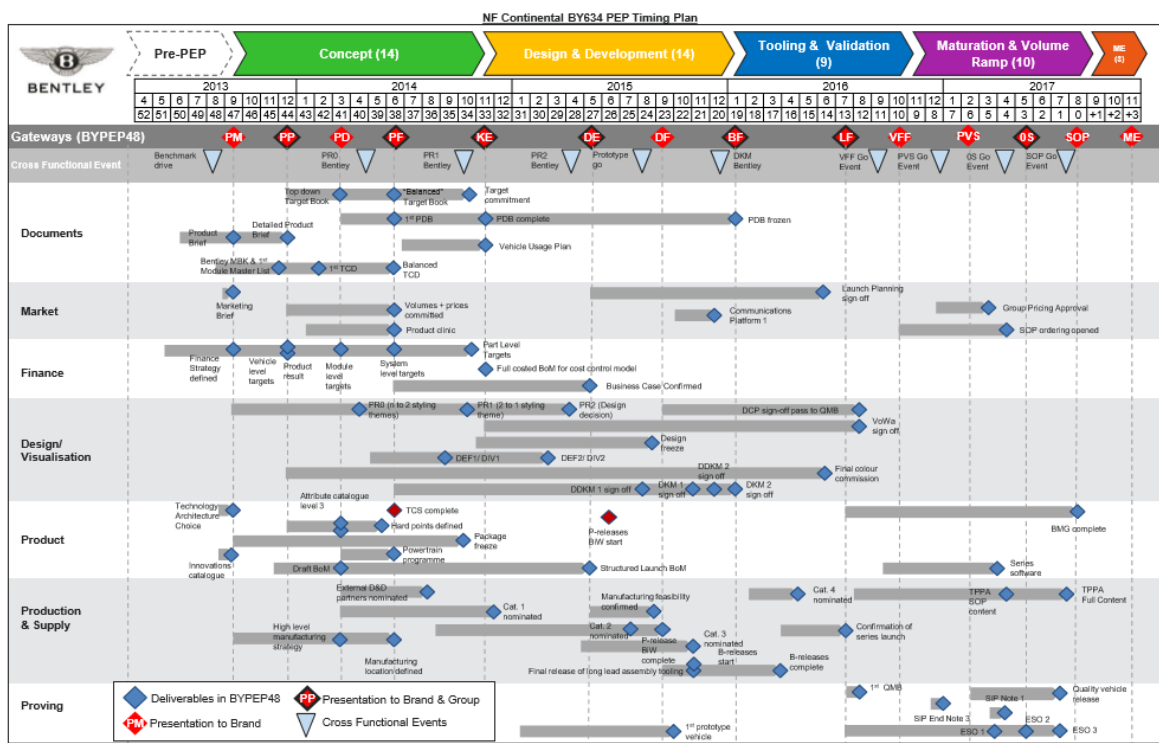 NF Continental BY634 PEP Timing Plan
BENTLEY
Pre-PEP
Concept (14)
Design & Development (14)
Tooling & Validation
(9)
Maturation & Volume
Ramp (10)
ME
(3)
2013 2014 2015 2016 2017
4 5 6 7 8 9 10 11 12 1 2 3 4 5 6 7 8 9 10 11 12 1 2 3 4 5 6 7 8 9 10 11 12 1 2 3 4 5 6 7 8 9 10 11 12 1 2 3 4 5 6 7 8 9 10 11
52 51 50 49 48 47 46 45 44 43 42 41 40 39 38 37 36 35 34 33 32 31 30 29 28 27 26 25 24 23 22 21 20 19 18 17 16 15 14 13 12 11 10 9 8 7 6 5 4 3 2 1 0 +1 +2 +3
Gateways (BYPEP48)
PM PP PD PF KE DE DF BF LF VFF PVS 0S SOP ME
Cross Functional Event
Benchmark
drive
PR0
Bentley
PR1
Bentley
PR2
Bentley
Prototype
go
DKM
Bentley
VFF Go
Event
PVS Go
Event
0S Go
Event
SOP Go
Event
Documents
Top down
Target Book
"Balanced"
Target Book
Target
commitment
1st PDB
PDB complete
PDB frozen
Product
Brief
Detailed Product
Brief
Vehicle Usage Plan
Bentley MBK & 1st
Module Master List
1st TCD
Balanced
TCD
Market
Marketing
Brief
Volumes + prices
committed
Product clinic
Launch Planning
sign off
Communications
Platform 1
Group Pricing Approval
SOP ordering opened
Finance
Finance
Strategy
defined
Vehicle
level
targets
Product
result
Module
level
targets
System
level targets
Part Level
Targets
Full costed BoM for cost control model
Business Case Confirmed
Design/
Visualisation
PR0 (n to 2 styling
themes)
PR1 (2 to 1 styling
theme)
PR2 (Design
decision)
DCP sign-off pass to QMB
VoWa
sign off
Design
freeze
DEF1/ DIV1
DEF2/ DIV2
DDKM 2
sign off
Final colour
commission
DDKM 1 sign off
DKM 1
sign off
DKM 2
sign off
Product
Technology
Architecture
Choice
Attribute catalogue
level 3
TCS complete
Hard points defined
P-releases
BIW start
BMG complete
Package
freeze
Innovations
catalogue
Powertrain
programme
Draft BoM
Structured Launch BoM
Series
software
Production
& Supply
External D&D
partners nominated
Cat. 1
nominated
Manufacturing feasibility
confirmed
Cat. 4
nominated
TPPA
SOP
content
TPPA
Full Content
Cat. 2
nominated
High level
manufacturing
strategy
Manufacturing
location defined
P-release
BIW
complete
Cat. 3
nominated
B-releases
start
Confirmation of
series launch
Final release of long lead assembly tooling
B-releases
complete
Proving
1st prototype
vehicle
1st QMB
SIP End Note 3
SIP Note 1
Quality vehicle
release
ESO 1
ESO 2
ESO 3
Deliverables in BYPEP48
PP Presentation to Brand & Group
PM Presentation to Brand
Cross Functional Events